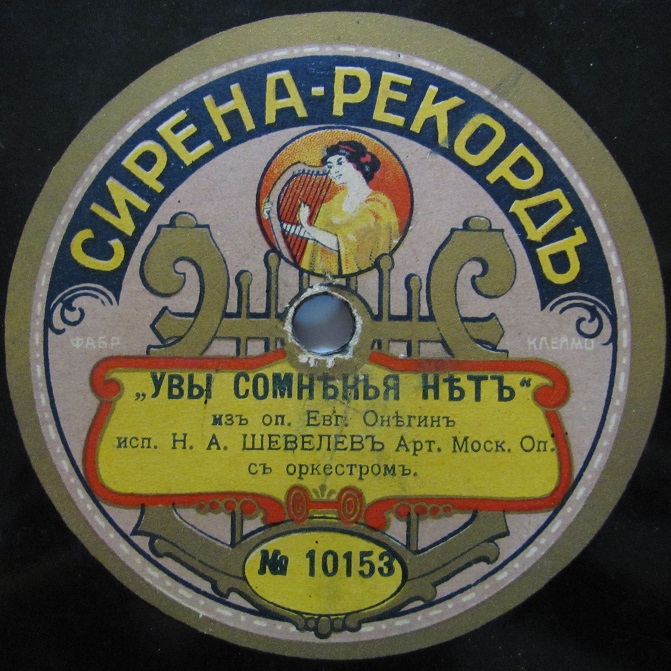 СИРЕНА-РЕКОРДЪ
ФАБР. КЛЕЙМО
„УВЫ СОМНѢНЬЯ НѢТЪ“
изъ оп. Евг. Онѣгинъ
исп. Н. А. ШЕВЕЛЕВЪ Арт. Моск. Оп.
съ оркестромъ.
№ 10153